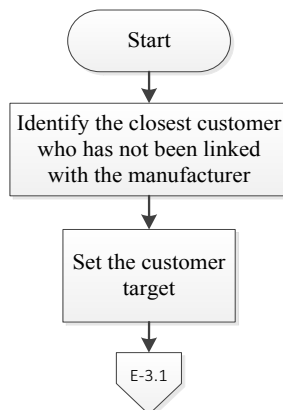 Start
Identify the closest customer
who has not been linked
with the manufacturer
Set the customer
target
E-3.1